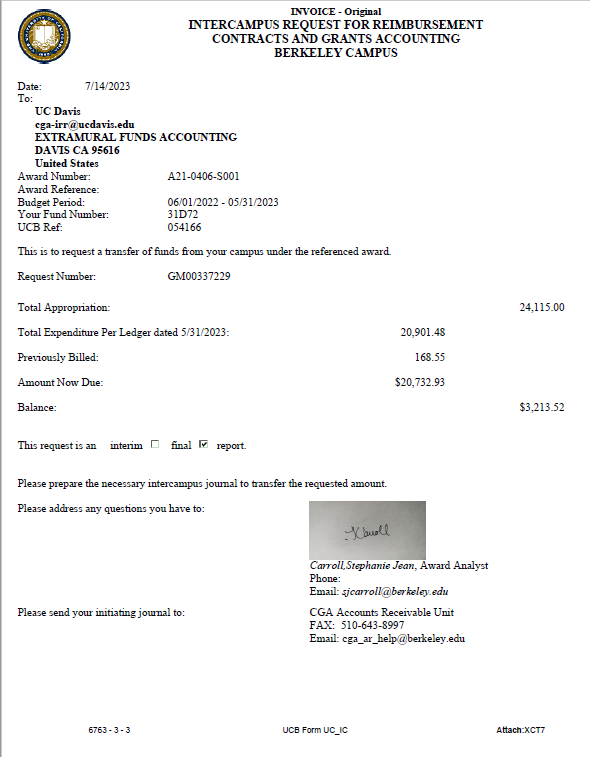 INVOICE - Original
INTERCAMPUS REQUEST FOR REIMBURSEMENT
CONTRACTS AND GRANTS ACCOUNTING
BERKELEY CAMPUS
Date: 7/14/2023
To:
UC Davis
cga-irr@ucdavis.edu
EXTRAMURAL FUNDS ACCOUNTING
DAVIS CA 95616
United States
Award Number: A21-0406-S001
Award Reference:
Budget Period: 06/01/2022 - 05/31/2023
Your Fund Number: 31D72
UCB Ref: 054166
This is to request a transfer of funds from your campus under the referenced award.
Request Number: GM00337229
Total Appropriation: 24,115.00
Total Expenditure Per Ledger dated 5/31/2023: 20,901.48
Previously Billed: 168.55
Amount Now Due: $20,732.93
Balance: $3,213.52
This request is an interim ☐ final ☑ report.
Please prepare the necessary intercampus journal to transfer the requested amount.
Please address any questions you have to:
Carroll,Stephanie Jean, Award Analyst
Phone:
Email: sjcarroll@berkeley.edu
Please send your initiating journal to: CGA Accounts Receivable Unit
FAX: 510-643-8997
Email: cga_ar_help@berkeley.edu
6763 - 3 - 3 UCB Form UC_IC Attach:XCT7